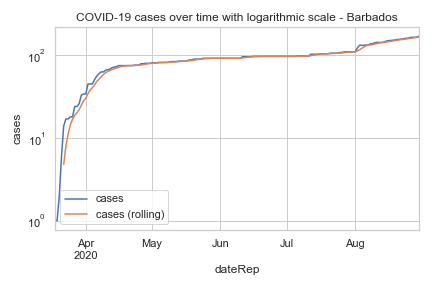 COVID-19 cases over time with logarithmic scale - Barbados
cases
10²
10¹
10⁰
cases
cases (rolling)
Apr
2020
May
Jun
Jul
Aug
dateRep